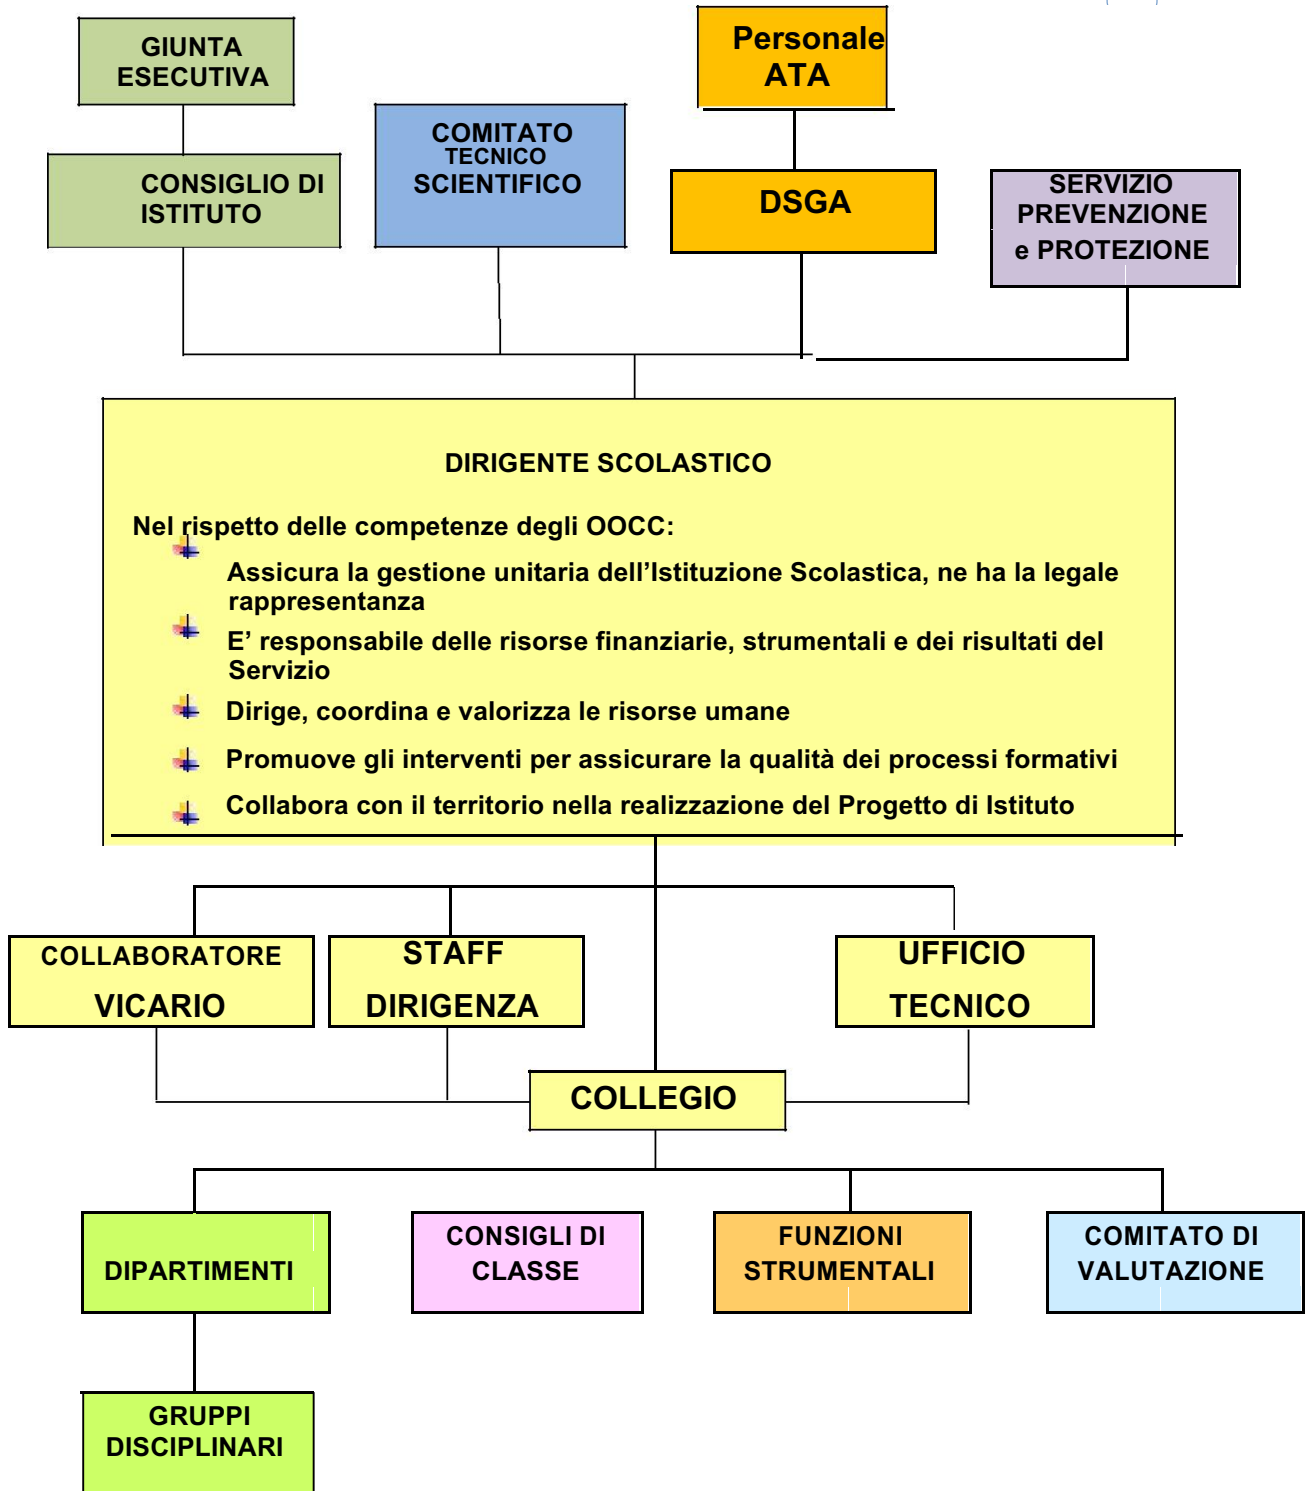 GIUNTA
ESECUTIVA
Personale
ATA
COMITATO
TECNICO
SCIENTIFICO
CONSIGLIO DI
ISTITUTO
DSGA
SERVIZIO
PREVENZIONE
e PROTEZIONE
DIRIGENTE SCOLASTICO
Nel rispetto delle competenze degli OOCC:
Assicura la gestione unitaria dell’Istituzione Scolastica, ne ha la legale
rappresentanza
E’ responsabile delle risorse finanziarie, strumentali e dei risultati del
Servizio
Dirige, coordina e valorizza le risorse umane
Promuove gli interventi per assicurare la qualità dei processi formativi
Collabora con il territorio nella realizzazione del Progetto di Istituto
COLLABORATORE
VICARIO
STAFF
DIRIGENZA
UFFICIO
TECNICO
COLLEGIO
DIPARTIMENTI
CONSIGLI DI
CLASSE
FUNZIONI
STRUMENTALI
COMITATO DI
VALUTAZIONE
GRUPPI
DISCIPLINARI